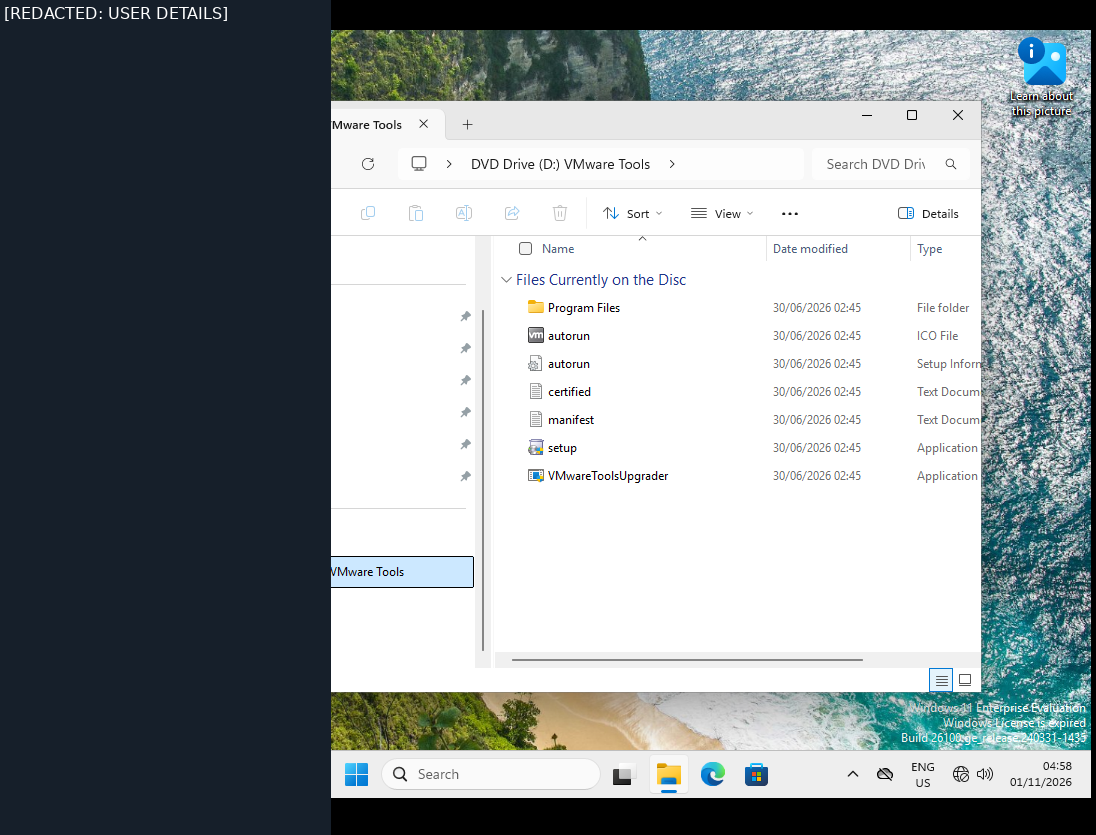 [REDACTED: USER DETAILS]
Learn about
this picture
VMware Tools
DVD Drive (D:) VMware Tools
Search DVD Driv
Sort
View
Details
Name
Date modified
Type
Files Currently on the Disc
Program Files 30/06/2026 02:45 File folder
autorun 30/06/2026 02:45 ICO File
autorun 30/06/2026 02:45 Setup Inform
certified 30/06/2026 02:45 Text Docum
manifest 30/06/2026 02:45 Text Docum
setup 30/06/2026 02:45 Application
VMwareToolsUpgrader 30/06/2026 02:45 Application
VMware Tools
Windows 11 Enterprise Evaluation
Windows License is expired
Build 26100.ge_release.240331-1435
Search
ENG
US
04:58
01/11/2026